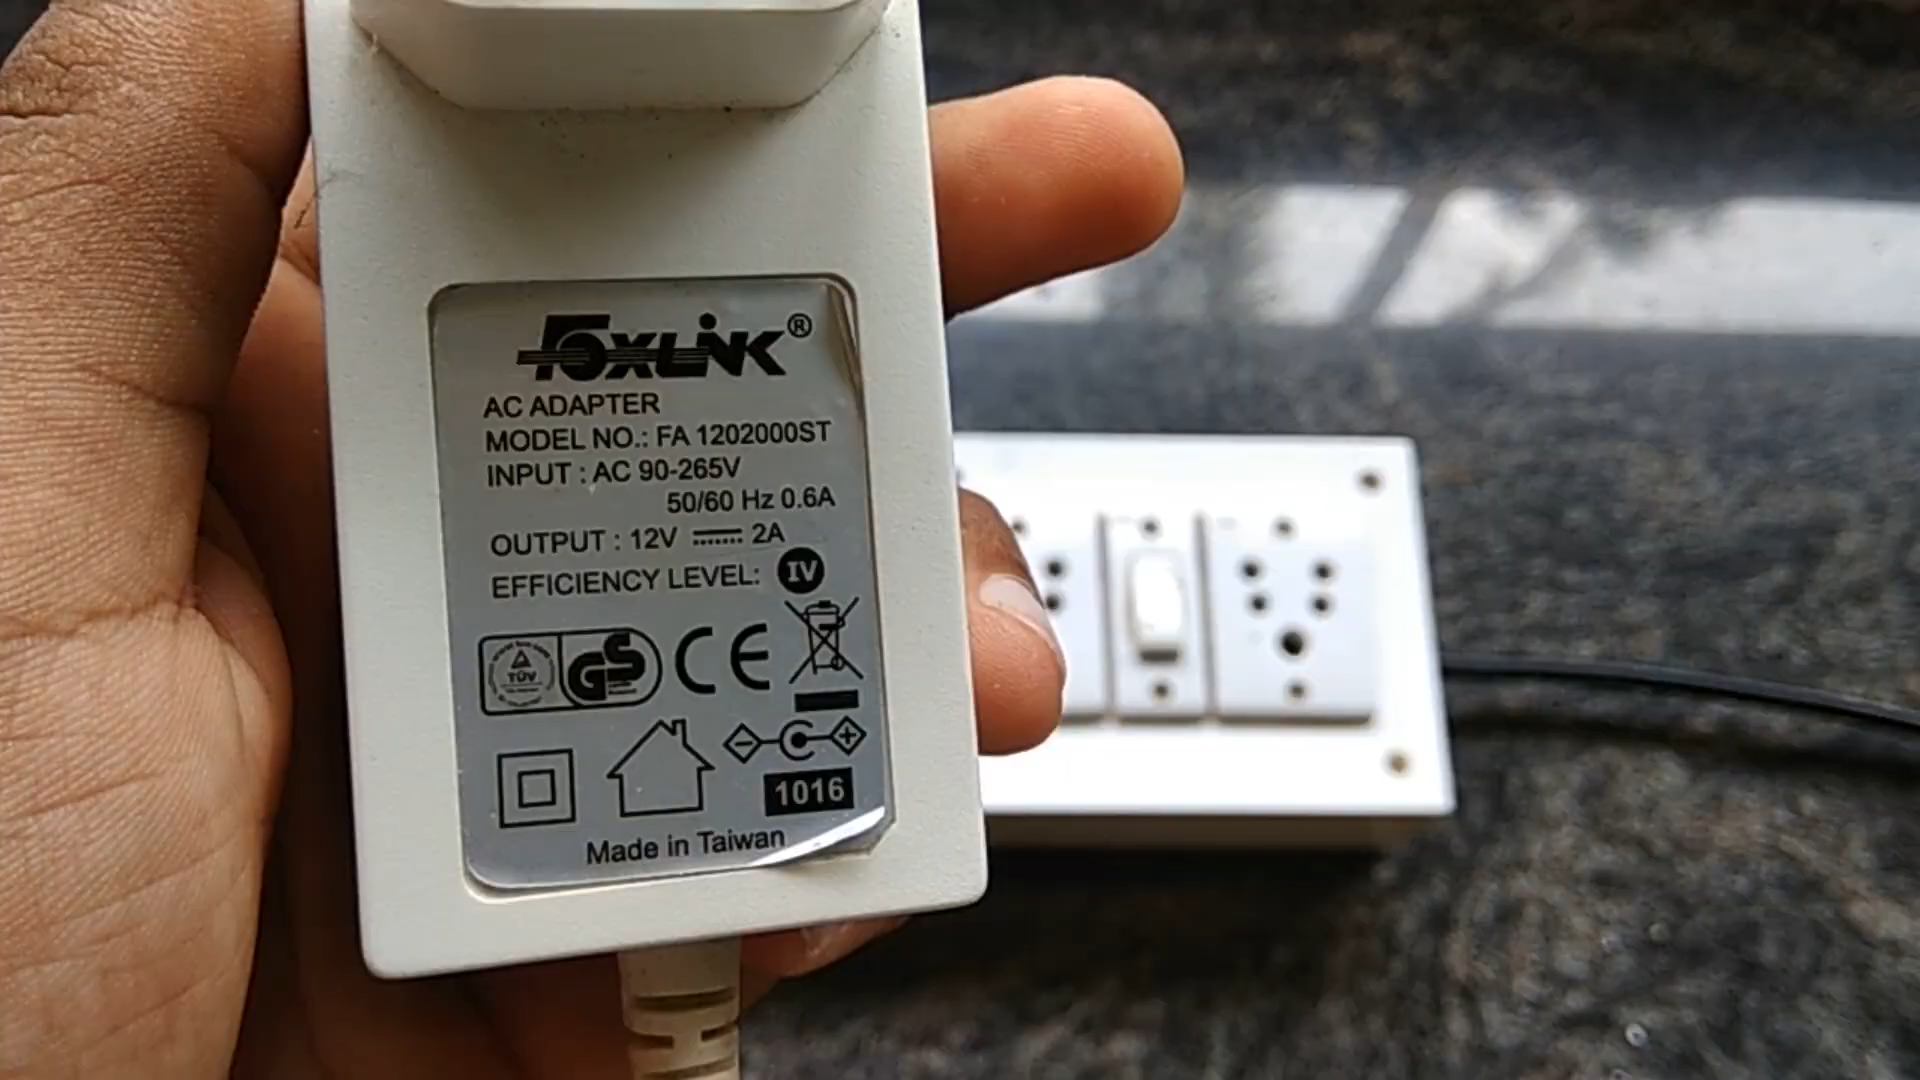 FOXLINK®
AC ADAPTER
MODEL NO.: FA 1202000ST
INPUT : AC 90-265V
50/60 Hz 0.6A
OUTPUT : 12V ⎓ 2A
EFFICIENCY LEVEL: IV
TÜV GS CE
1016
Made in Taiwan